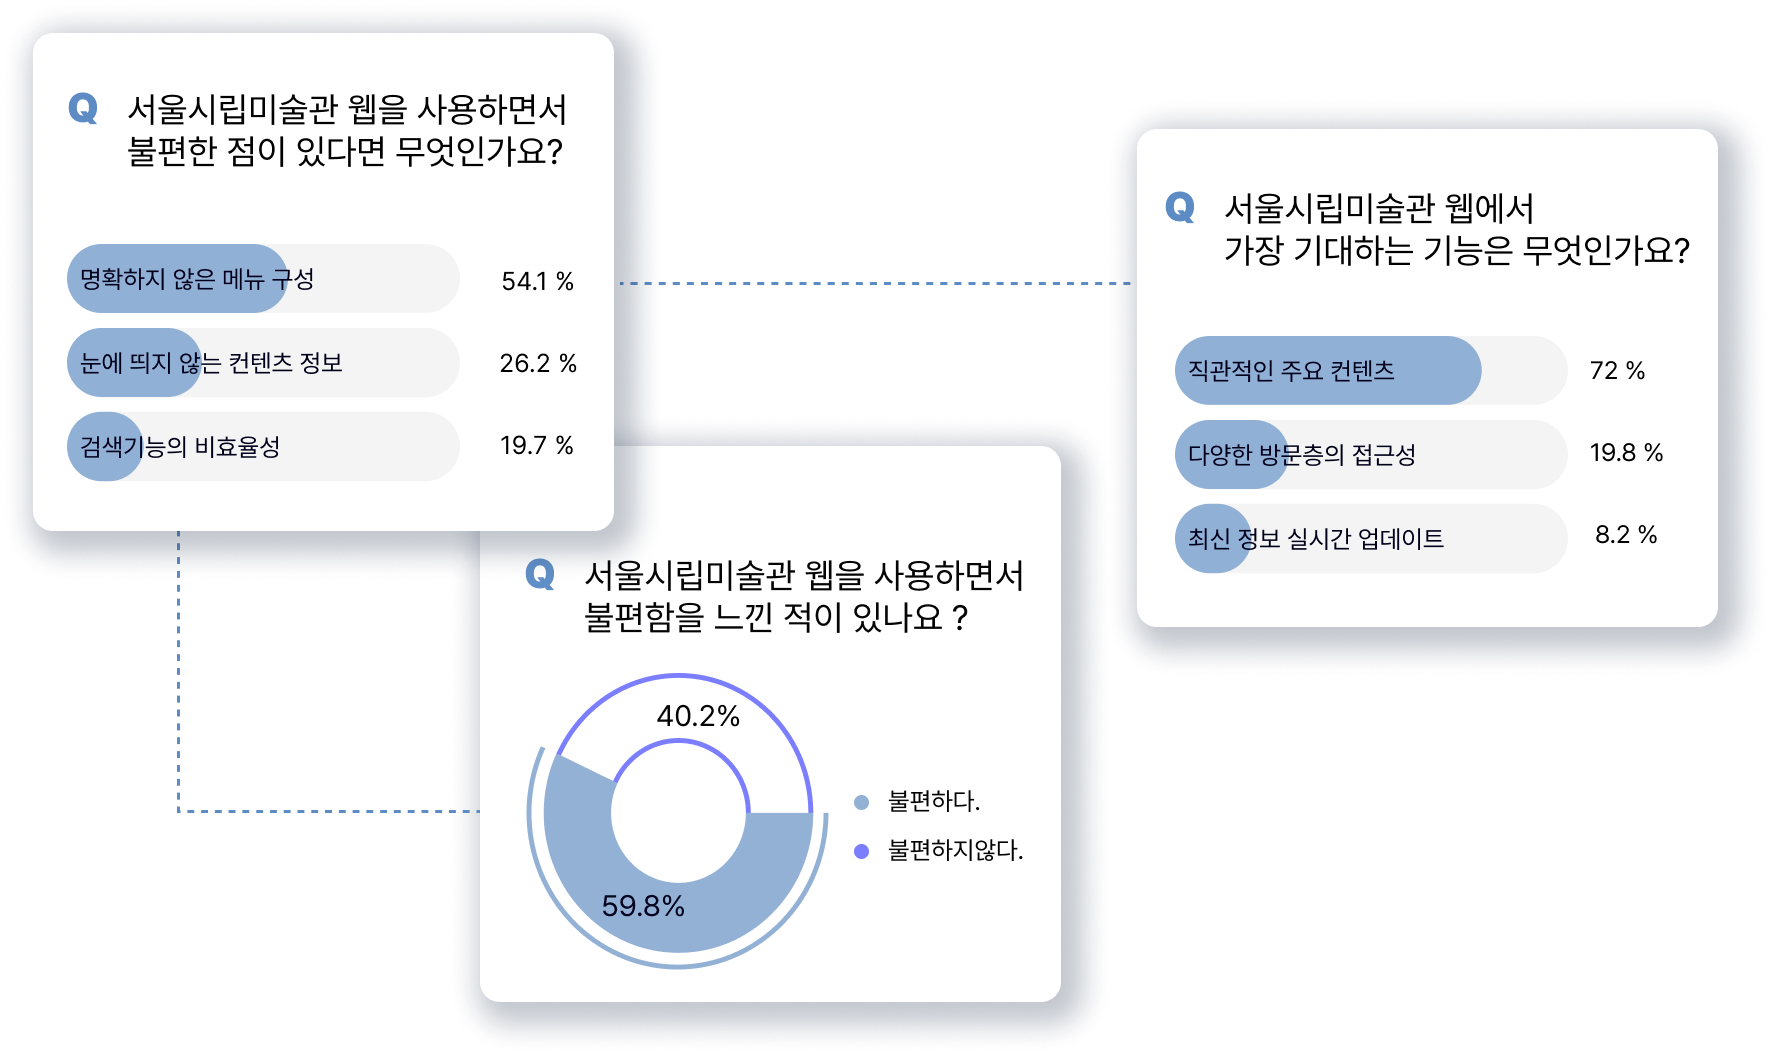 Q 서울시립미술관 웹을 사용하면서
불편한 점이 있다면 무엇인가요?
명확하지 않은 메뉴 구성 54.1 %
눈에 띄지 않는 컨텐츠 정보 26.2 %
검색기능의 비효율성 19.7 %
Q 서울시립미술관 웹을 사용하면서
불편함을 느낀 적이 있나요 ?
40.2%
59.8%
불편하다.
불편하지않다.
Q 서울시립미술관 웹에서
가장 기대하는 기능은 무엇인가요?
직관적인 주요 컨텐츠 72 %
다양한 방문층의 접근성 19.8 %
최신 정보 실시간 업데이트 8.2 %